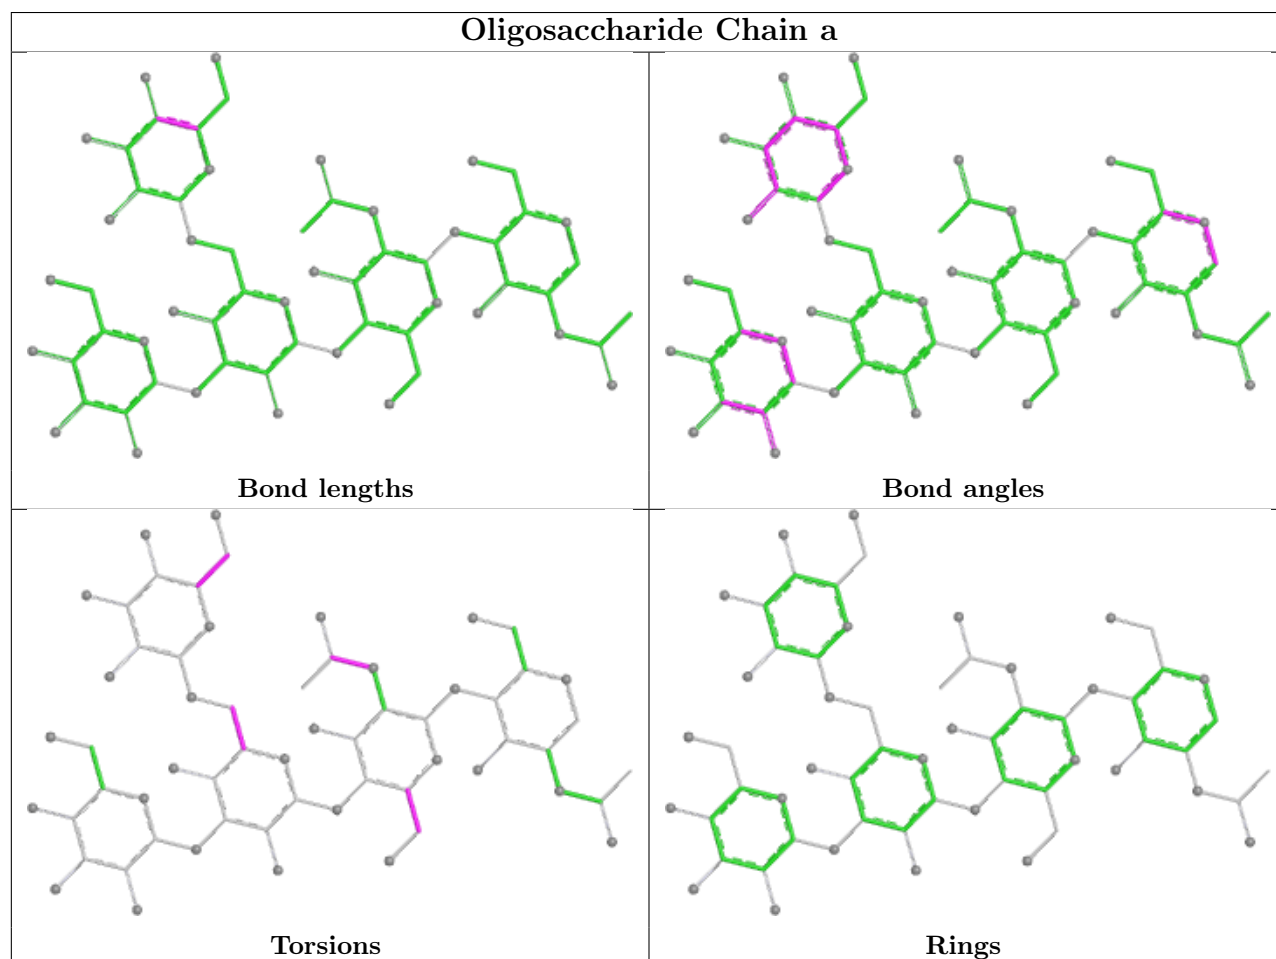 Oligosaccharide Chain a
Bond lengths
Bond angles
Torsions
Rings